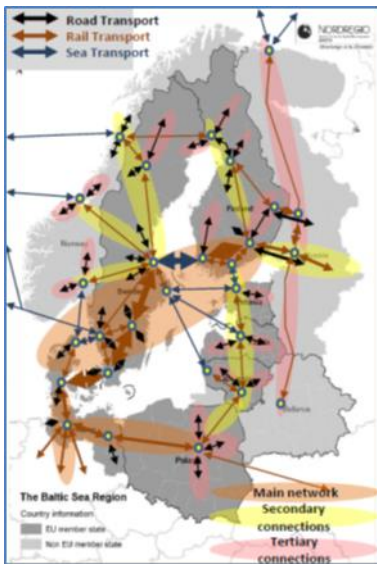 Road Transport
Rail Transport
Sea Transport
NORDREGIO
Norway
Sweden
Finland
Poland
Belarus
The Baltic Sea Region
Country information
EU member state
Non EU member state
Main network
Secondary
connections
Tertiary
connections